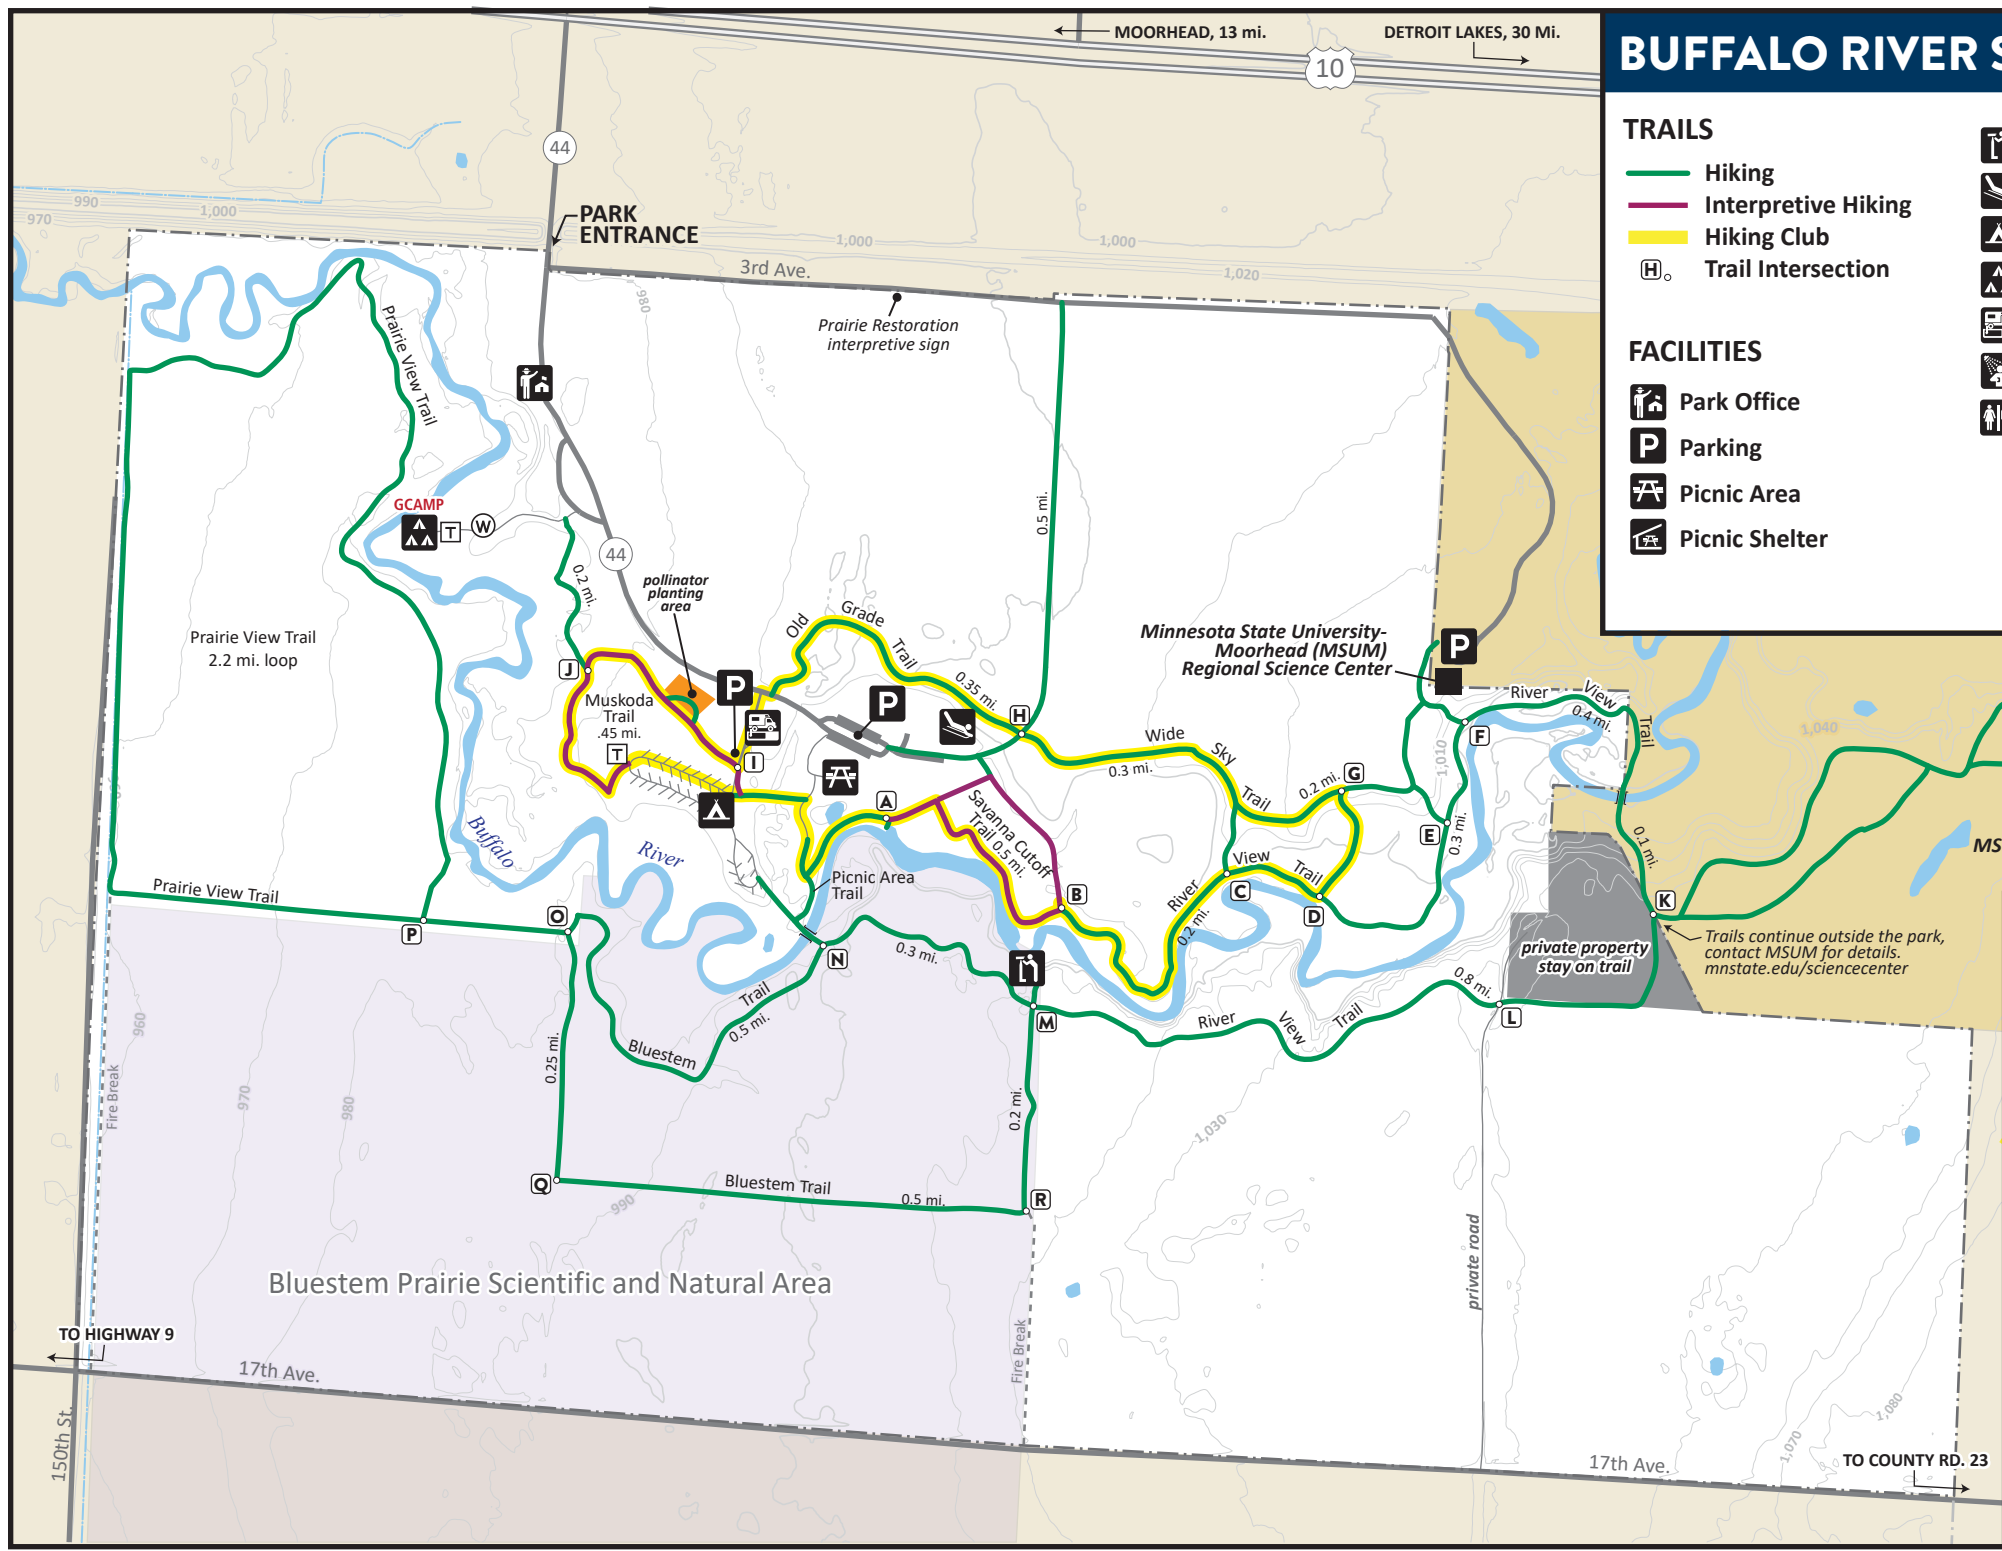 MOORHEAD, 13 mi.
DETROIT LAKES, 30 Mi.
10
BUFFALO RIVER S
TRAILS
Hiking
Interpretive Hiking
Hiking Club
H
Trail Intersection
FACILITIES
Park Office
P
Parking
Picnic Area
Picnic Shelter
44
990
970
1,000
PARK
ENTRANCE
1,000
1,000
1,020
3rd Ave.
980
Prairie Restoration
interpretive sign
Prairie View Trail
GCAMP
T
W
44
0.5 mi.
0.2 mi.
pollinator
planting
area
Prairie View Trail
2.2 mi. loop
Old
Grade
Trail
0.35 mi.
Minnesota State University-
Moorhead (MSUM)
Regional Science Center
P
J
Muskoda
Trail
.45 mi.
T
P
P
I
H
Wide
Sky
Trail
0.3 mi.
0.2 mi.
G
River
View
Trail
0.4 mi.
F
1,010
1,040
A
Savanna Cutoff
Trail 0.5 mi.
E
0.3 mi.
0.1 mi.
MS
Buffalo
River
Picnic Area
Trail
B
River
View
Trail
0.2 mi.
C
D
K
Prairie View Trail
P
O
N
0.3 mi.
private property
stay on trail
Trails continue outside the park,
contact MSUM for details.
mnstate.edu/sciencecenter
Trail
0.5 mi.
Bluestem
M
River
View
Trail
0.8 mi.
L
960
Fire Break
970
980
0.25 mi.
0.2 mi.
1,030
Q
990
Bluestem Trail
0.5 mi.
R
private road
Bluestem Prairie Scientific and Natural Area
TO HIGHWAY 9
17th Ave.
150th St.
Fire Break
1,080
1,070
17th Ave.
TO COUNTY RD. 23